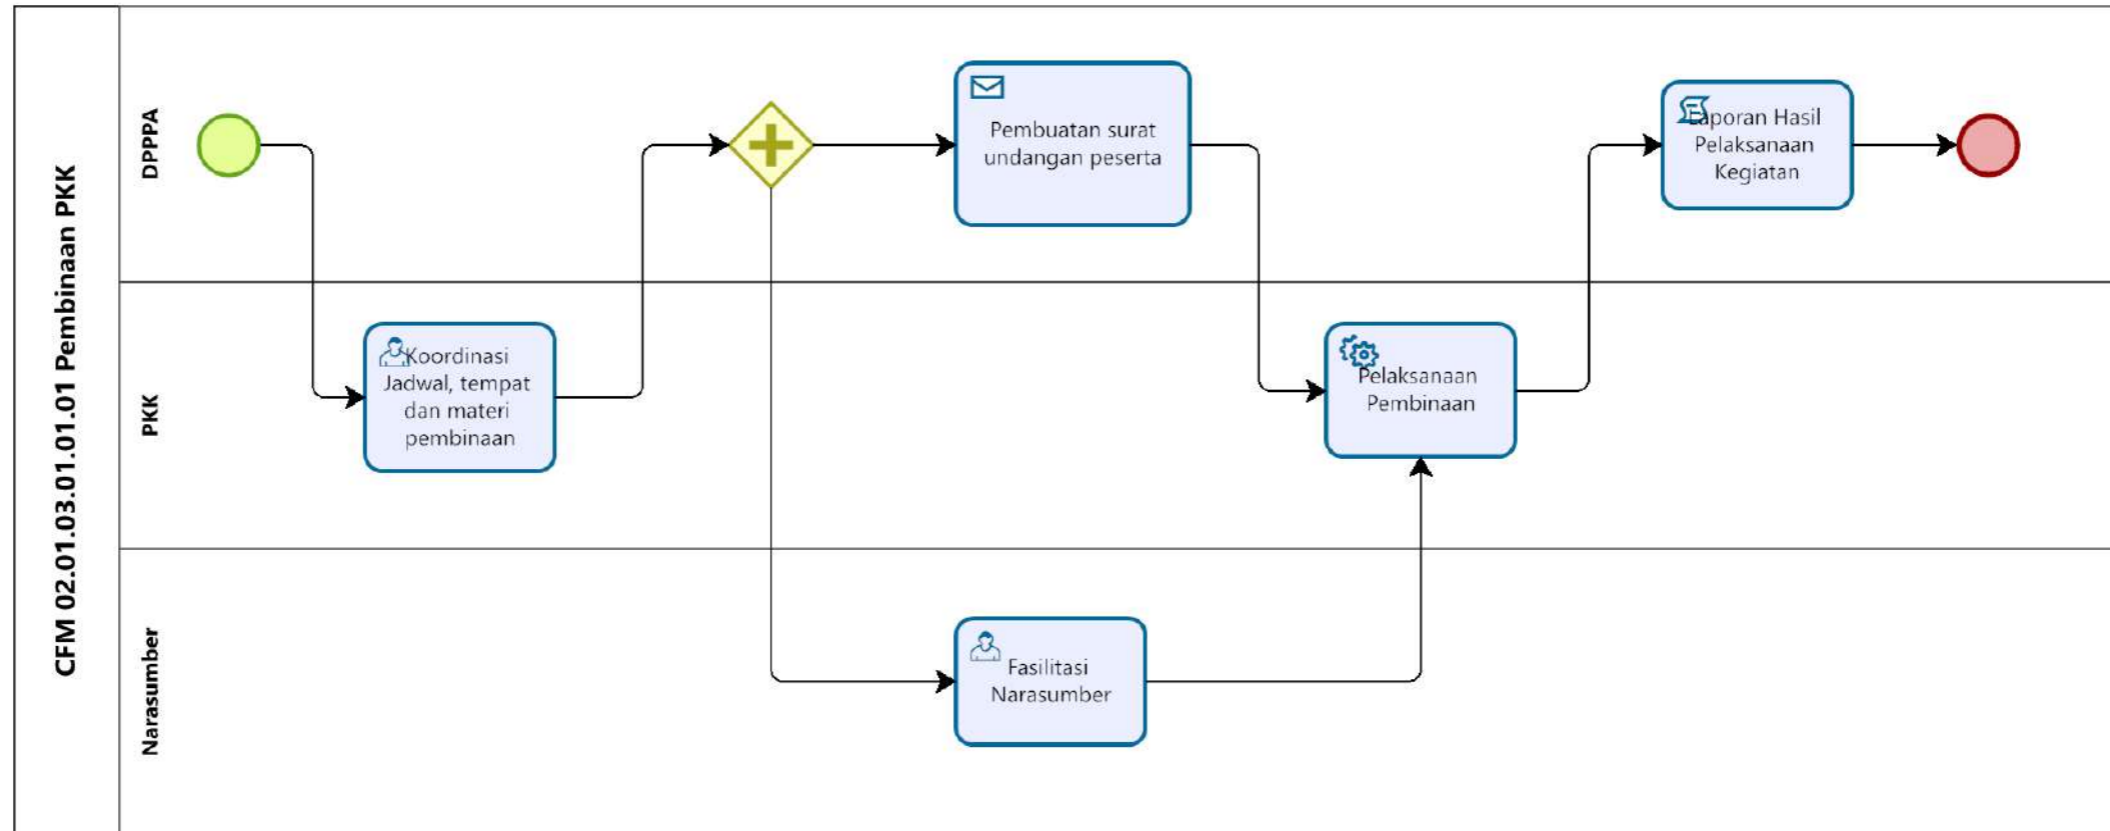 CFM 02.01.03.01.01.01 Pembinaan PKK
DPPPA
Pembuatan surat
undangan peserta
Laporan Hasil
Pelaksanaan
Kegiatan
PKK
Koordinasi
Jadwal, tempat
dan materi
pembinaan
Pelaksanaan
Pembinaan
Narasumber
Fasilitasi
Narasumber